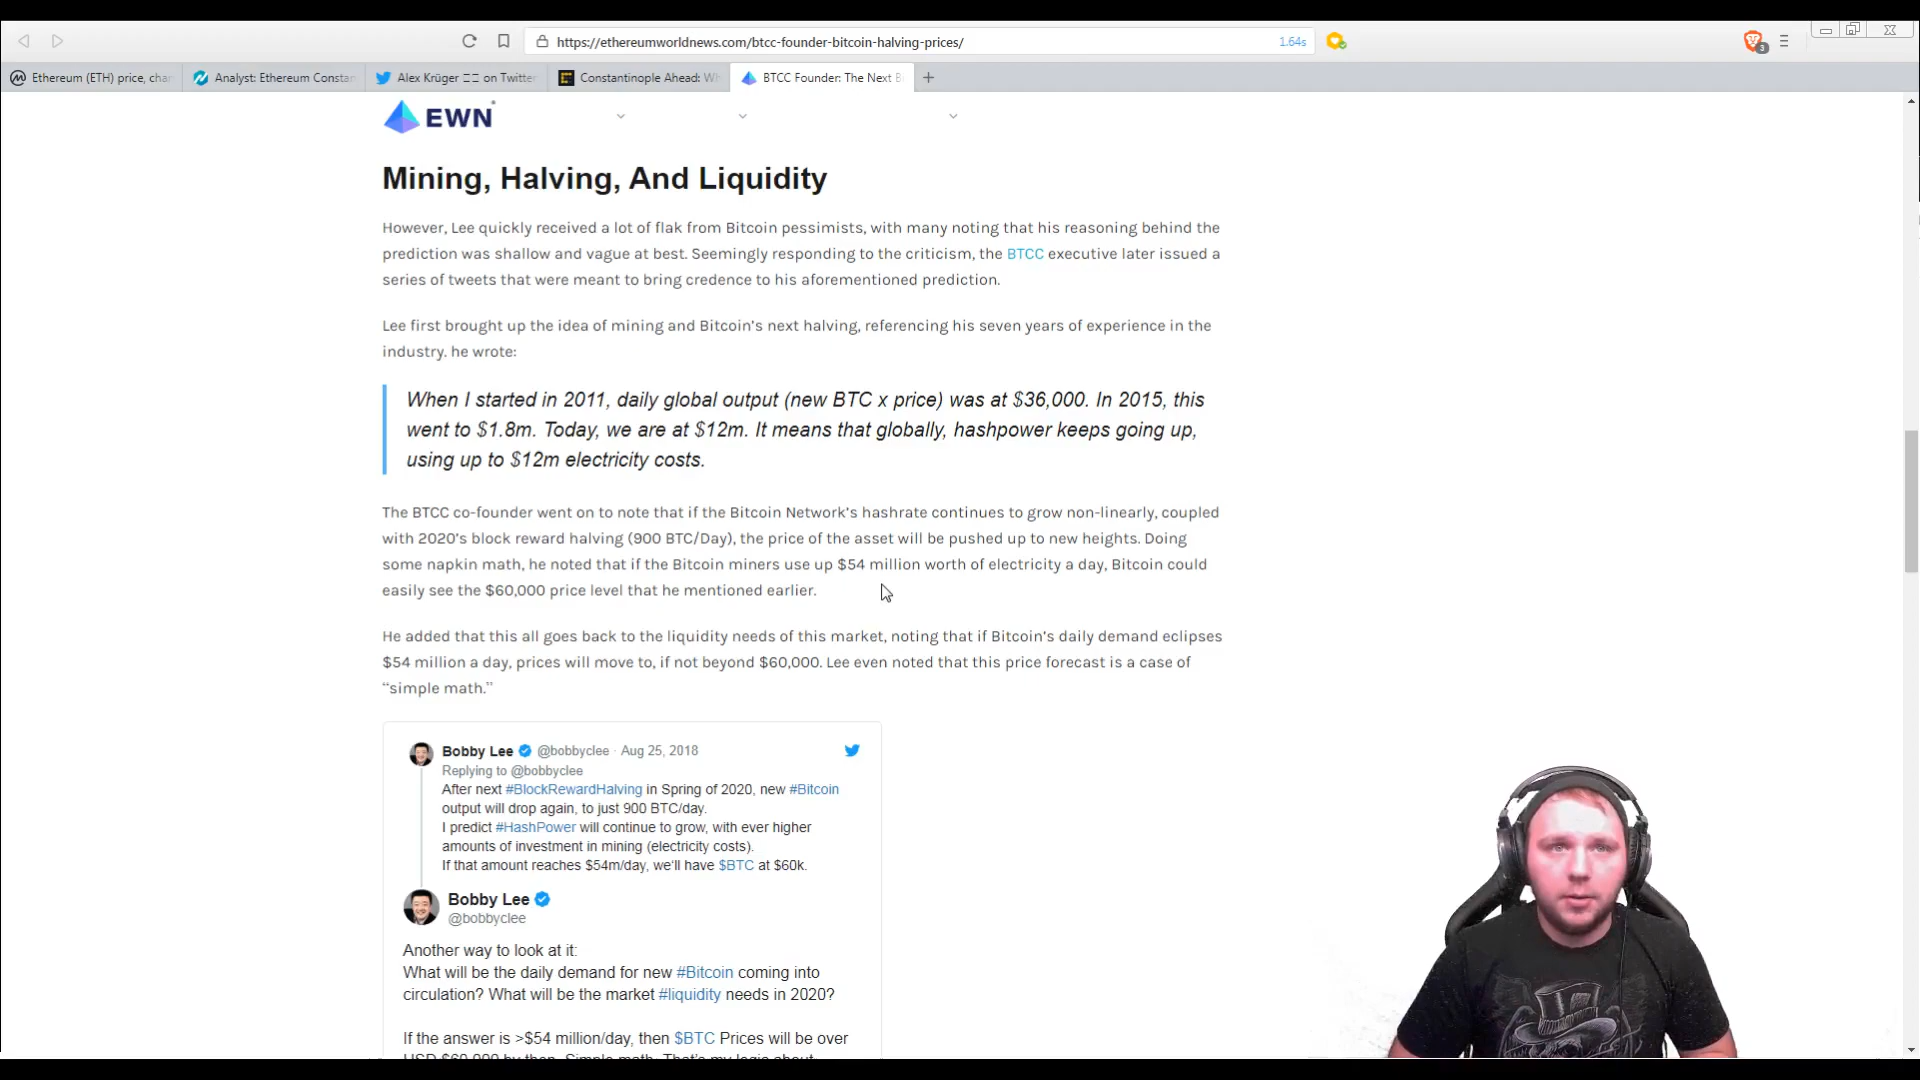 https://ethereumworldnews.com/btcc-founder-bitcoin-halving-prices/
1.64s
3
Ethereum (ETH) price, cha
Analyst: Ethereum Constan
Alex Krüger on Twitte
Constantinople Ahead: W
BTCC Founder: The Next B
EWN
Mining, Halving, And Liquidity
However, Lee quickly received a lot of flak from Bitcoin pessimists, with many noting that his reasoning behind the
prediction was shallow and vague at best. Seemingly responding to the criticism, the BTCC executive later issued a
series of tweets that were meant to bring credence to his aforementioned prediction.
Lee first brought up the idea of mining and Bitcoin’s next halving, referencing his seven years of experience in the
industry. he wrote:
When I started in 2011, daily global output (new BTC x price) was at $36,000. In 2015, this
went to $1.8m. Today, we are at $12m. It means that globally, hashpower keeps going up,
using up to $12m electricity costs.
The BTCC co-founder went on to note that if the Bitcoin Network’s hashrate continues to grow non-linearly, coupled
with 2020’s block reward halving (900 BTC/Day), the price of the asset will be pushed up to new heights. Doing
some napkin math, he noted that if the Bitcoin miners use up $54 million worth of electricity a day, Bitcoin could
easily see the $60,000 price level that he mentioned earlier.
He added that this all goes back to the liquidity needs of this market, noting that if Bitcoin’s daily demand eclipses
$54 million a day, prices will move to, if not beyond $60,000. Lee even noted that this price forecast is a case of
“simple math.”
Bobby Lee @bobbyclee · Aug 25, 2018
Replying to @bobbyclee
After next #BlockRewardHalving in Spring of 2020, new #Bitcoin
output will drop again, to just 900 BTC/day.
I predict #HashPower will continue to grow, with ever higher
amounts of investment in mining (electricity costs).
If that amount reaches $54m/day, we'll have $BTC at $60k.
Bobby Lee
@bobbyclee
Another way to look at it:
What will be the daily demand for new #Bitcoin coming into
circulation? What will be the market #liquidity needs in 2020?
If the answer is >$54 million/day, then $BTC Prices will be over
USD $60,000 by then. Simple math. That's my logic about